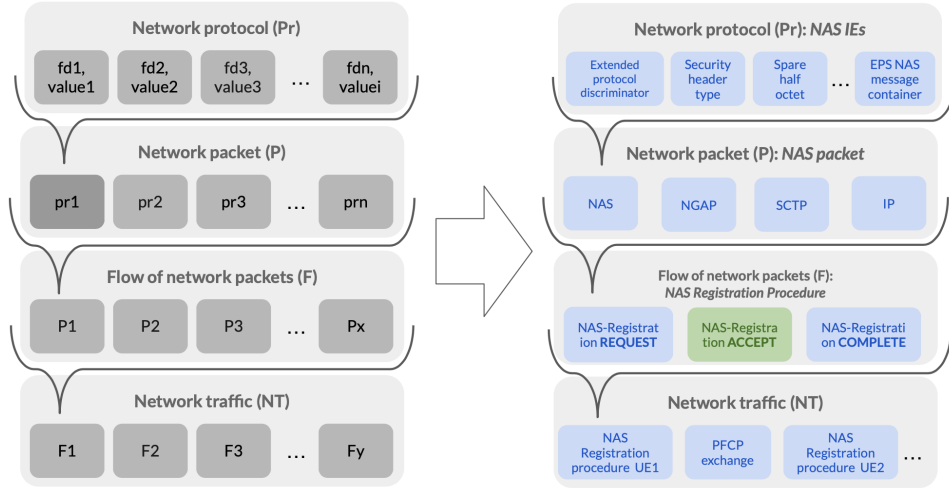 Network protocol (Pr)
fd1,
value1
fd2,
value2
fd3,
value3
...
fdn,
valuei
Network packet (P)
pr1
pr2
pr3
...
prn
Flow of network packets (F)
P1
P2
P3
...
Px
Network traffic (NT)
F1
F2
F3
...
Fy
Network protocol (Pr): NAS IEs
Extended
protocol
discriminator
Security
header
type
Spare
half
octet
...
EPS NAS
message
container
Network packet (P): NAS packet
NAS
NGAP
SCTP
IP
Flow of network packets (F):
NAS Registration Procedure
NAS-Registrat
ion REQUEST
NAS-Registra
tion ACCEPT
NAS-Registrati
on COMPLETE
Network traffic (NT)
NAS
Registration
procedure UE1
PFCP
exchange
NAS
Registration
procedure UE2
...